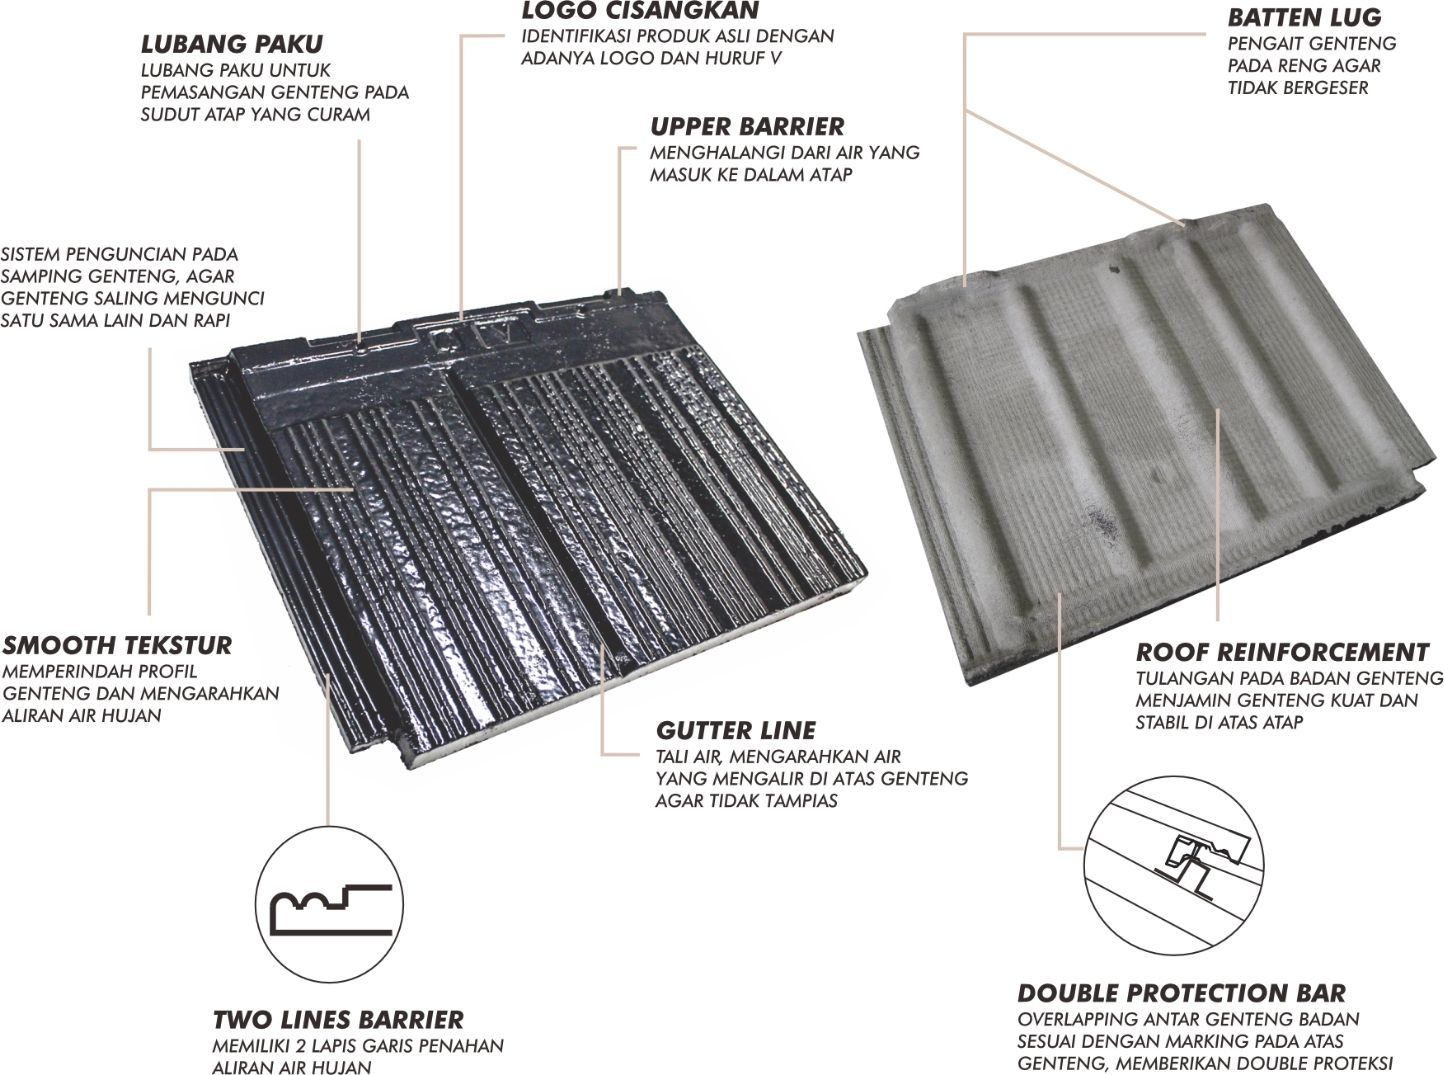 LOGO CISANGKAN
IDENTIFIKASI PRODUK ASLI DENGAN
ADANYA LOGO DAN HURUF V
BATTEN LUG
PENGAIT GENTENG
PADA RENG AGAR
TIDAK BERGESER
LUBANG PAKU
LUBANG PAKU UNTUK
PEMASANGAN GENTENG PADA
SUDUT ATAP YANG CURAM
UPPER BARRIER
MENGHALANGI DARI AIR YANG
MASUK KE DALAM ATAP
SISTEM PENGUNCIAN PADA
SAMPING GENTENG, AGAR
GENTENG SALING MENGUNCI
SATU SAMA LAIN DAN RAPI
V
SMOOTH TEKSTUR
MEMPERINDAH PROFIL
GENTENG DAN MENGARAHKAN
ALIRAN AIR HUJAN
ROOF REINFORCEMENT
TULANGAN PADA BADAN GENTENG
MENJAMIN GENTENG KUAT DAN
STABIL DI ATAS ATAP
GUTTER LINE
TALI AIR, MENGARAHKAN AIR
YANG MENGALIR DI ATAS GENTENG
AGAR TIDAK TAMPIAS
TWO LINES BARRIER
MEMILIKI 2 LAPIS GARIS PENAHAN
ALIRAN AIR HUJAN
DOUBLE PROTECTION BAR
OVERLAPPING ANTAR GENTENG BADAN
SESUAI DENGAN MARKING PADA ATAS
GENTENG, MEMBERIKAN DOUBLE PROTEKSI